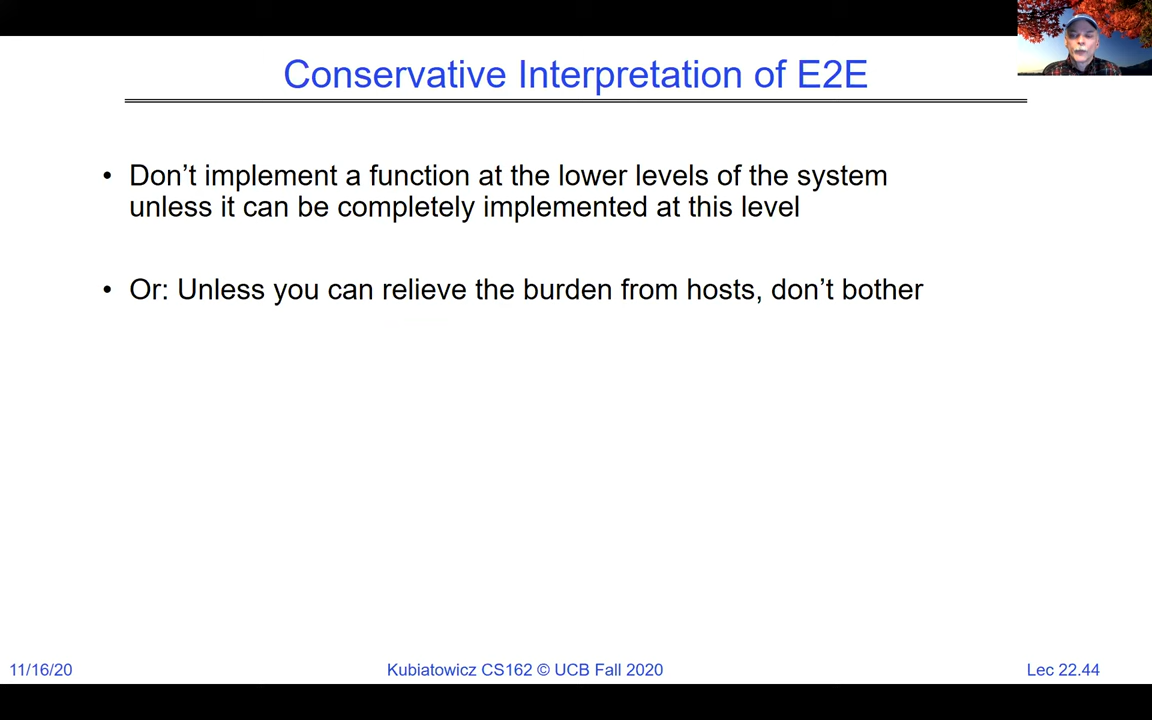 Conservative Interpretation of E2E
• Don't implement a function at the lower levels of the system
unless it can be completely implemented at this level
• Or: Unless you can relieve the burden from hosts, don't bother
11/16/20
Kubiatowicz CS162 © UCB Fall 2020
Lec 22.44